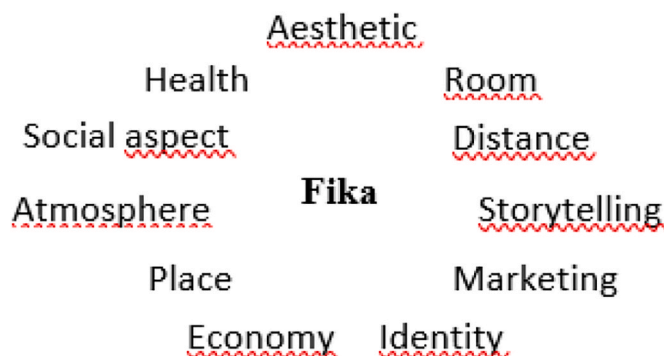 Aesthetic
Health Room
Social aspect Distance
Fika
Atmosphere Storytelling
Place Marketing
Economy Identity